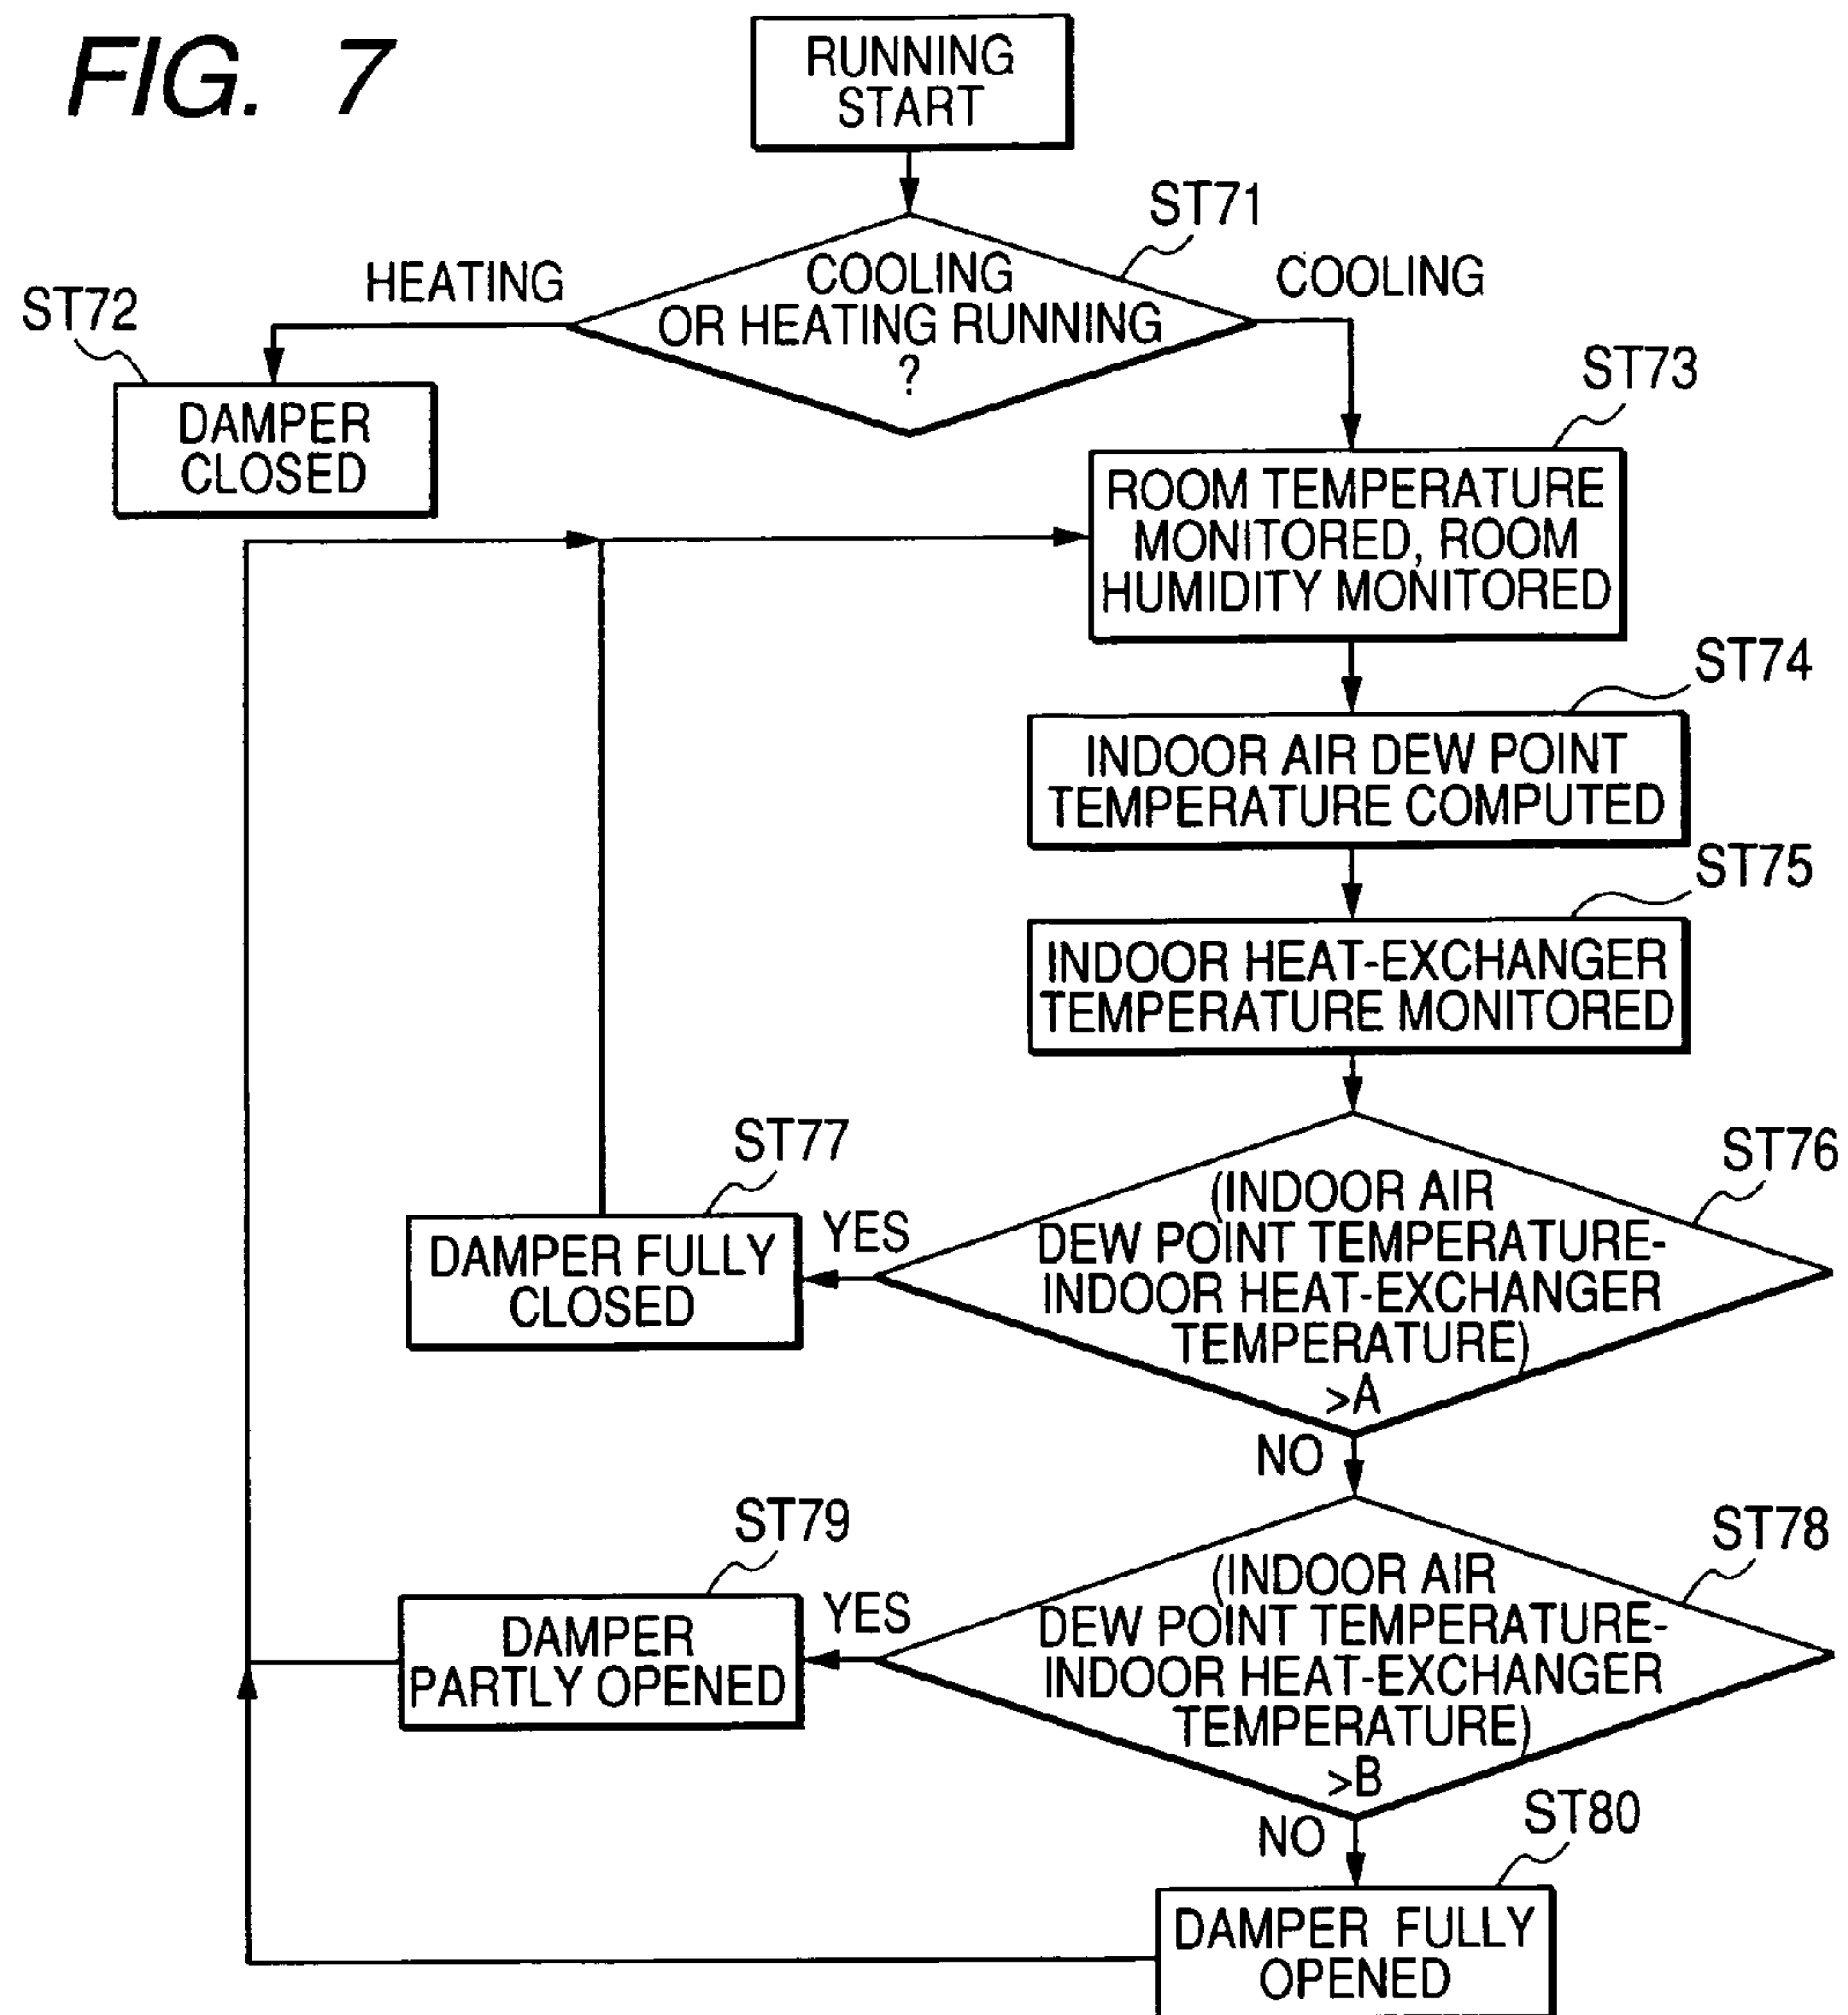 FIG. 7
RUNNING
START
ST71
COOLING
OR HEATING RUNNING
?
HEATING
COOLING
ST72
DAMPER
CLOSED
ST73
ROOM TEMPERATURE
MONITORED, ROOM
HUMIDITY MONITORED
ST74
INDOOR AIR DEW POINT
TEMPERATURE COMPUTED
ST75
INDOOR HEAT-EXCHANGER
TEMPERATURE MONITORED
ST76
(INDOOR AIR
DEW POINT TEMPERATURE-
INDOOR HEAT-EXCHANGER
TEMPERATURE)
>A
YES
ST77
DAMPER FULLY
CLOSED
NO
ST78
(INDOOR AIR
DEW POINT TEMPERATURE-
INDOOR HEAT-EXCHANGER
TEMPERATURE)
>B
YES
ST79
DAMPER
PARTLY OPENED
NO
ST80
DAMPER FULLY
OPENED